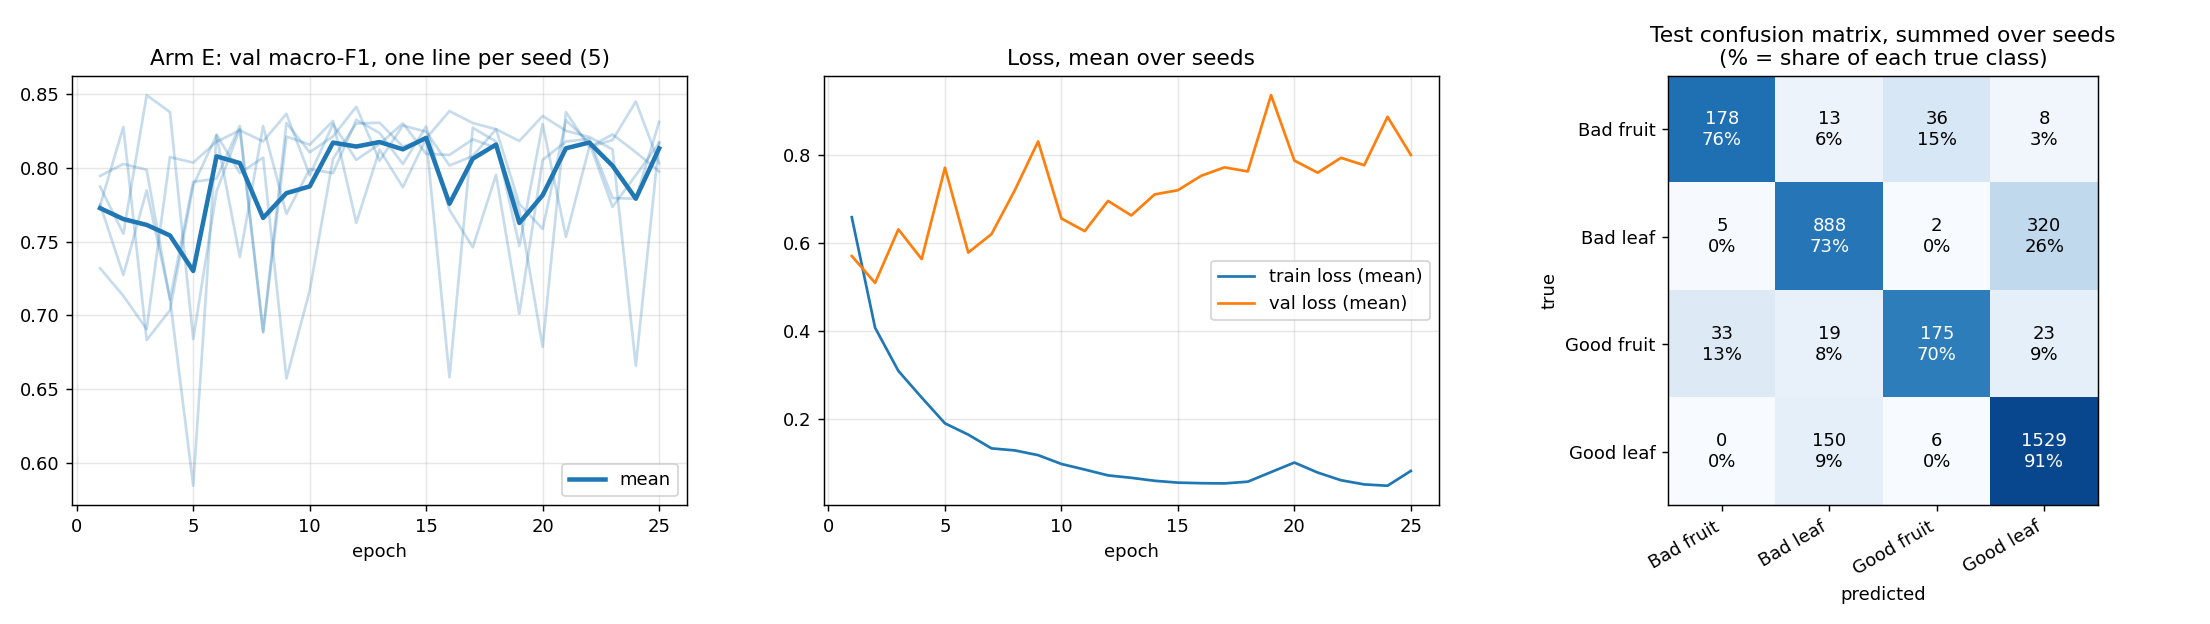 Arm E: val macro-F1, one line per seed (5)
0.85
0.80
0.75
0.70
0.65
0.60
mean
0 5 10 15 20 25
epoch
Loss, mean over seeds
0.8
0.6
0.4
0.2
train loss (mean)
val loss (mean)
0 5 10 15 20 25
epoch
Test confusion matrix, summed over seeds
(% = share of each true class)
true
Bad fruit
178 13 36 8
76% 6% 15% 3%
Bad leaf
5 888 2 320
0% 73% 0% 26%
Good fruit
33 19 175 23
13% 8% 70% 9%
Good leaf
0 150 6 1529
0% 9% 0% 91%
Bad fruit Bad leaf Good fruit Good leaf
predicted